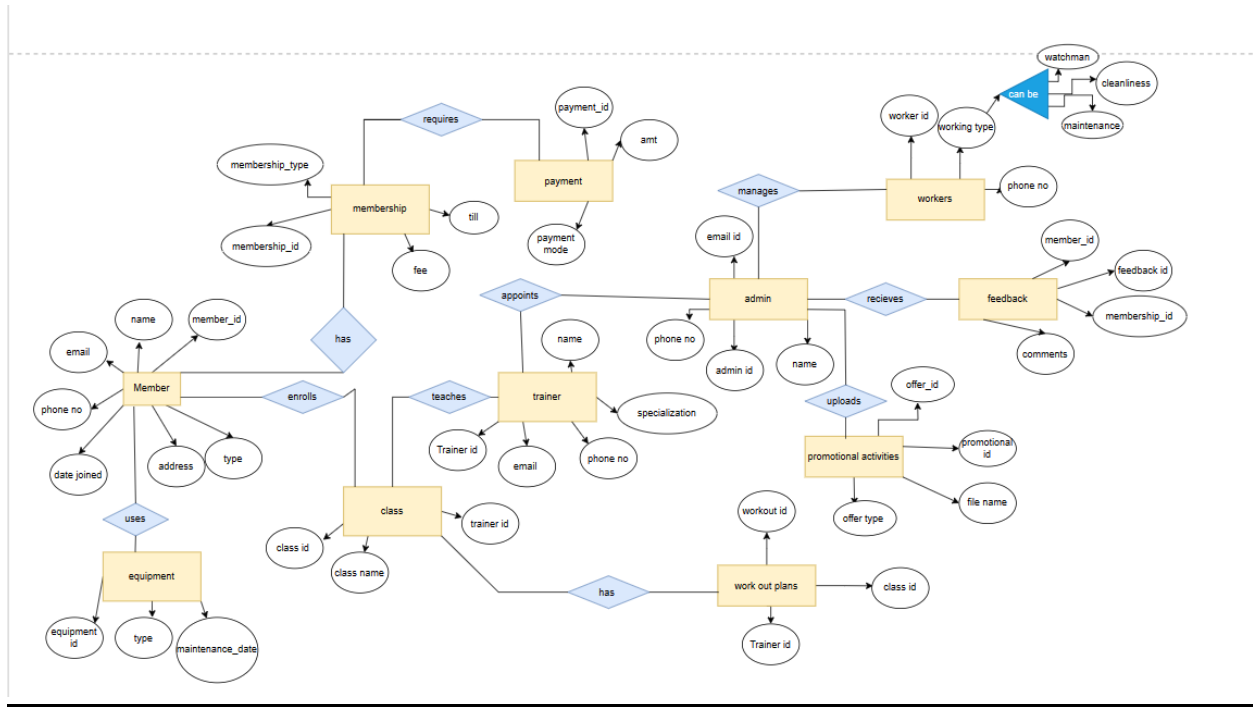 watchman
can be
cleanliness
maintenance
worker id
working type
workers
phone no
requires
payment_id
amt
payment
payment
mode
membership_type
membership
membership_id
till
fee
manages
email id
admin
phone no
admin id
name
recieves
member_id
feedback id
feedback
membership_id
comments
appoints
name
trainer
specialization
Trainer id
email
phone no
has
name
member_id
email
Member
phone no
date joined
address
type
enrolls
teaches
uploads
offer_id
promotional activities
promotional
id
file name
offer type
class
trainer id
class id
class name
uses
equipment
equipment
id
type
maintenance_date
has
workout id
work out plans
class id
Trainer id